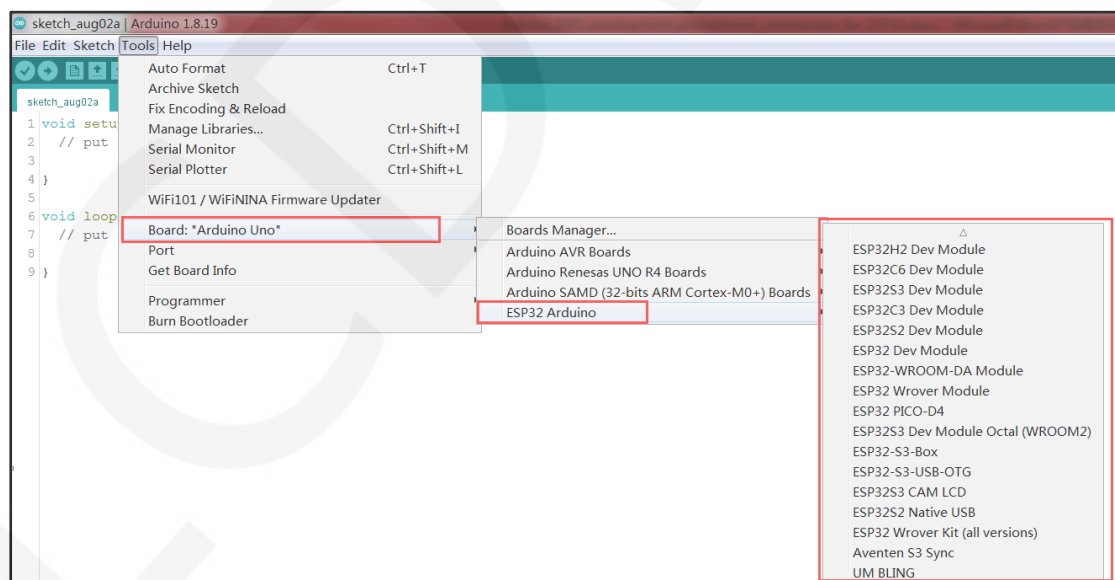 sketch_aug02a | Arduino 1.8.19
File Edit Sketch Tools Help
Auto Format Ctrl+T
Archive Sketch
Fix Encoding & Reload
Manage Libraries... Ctrl+Shift+I
Serial Monitor Ctrl+Shift+M
Serial Plotter Ctrl+Shift+L
WiFi101 / WiFiNINA Firmware Updater
Board: "Arduino Uno"
Port
Get Board Info
Programmer
Burn Bootloader
sketch_aug02a
1 void setu
2 // put
3
4 }
5
6 void loop
7 // put
8
9 }
Boards Manager...
Arduino AVR Boards
Arduino Renesas UNO R4 Boards
Arduino SAMD (32-bits ARM Cortex-M0+) Boards
ESP32 Arduino
ESP32H2 Dev Module
ESP32C6 Dev Module
ESP32S3 Dev Module
ESP32C3 Dev Module
ESP32S2 Dev Module
ESP32 Dev Module
ESP32-WROOM-DA Module
ESP32 Wrover Module
ESP32 PICO-D4
ESP32S3 Dev Module Octal (WROOM2)
ESP32-S3-Box
ESP32-S3-USB-OTG
ESP32S3 CAM LCD
ESP32S2 Native USB
ESP32 Wrover Kit (all versions)
Aventen S3 Sync
UM BLING